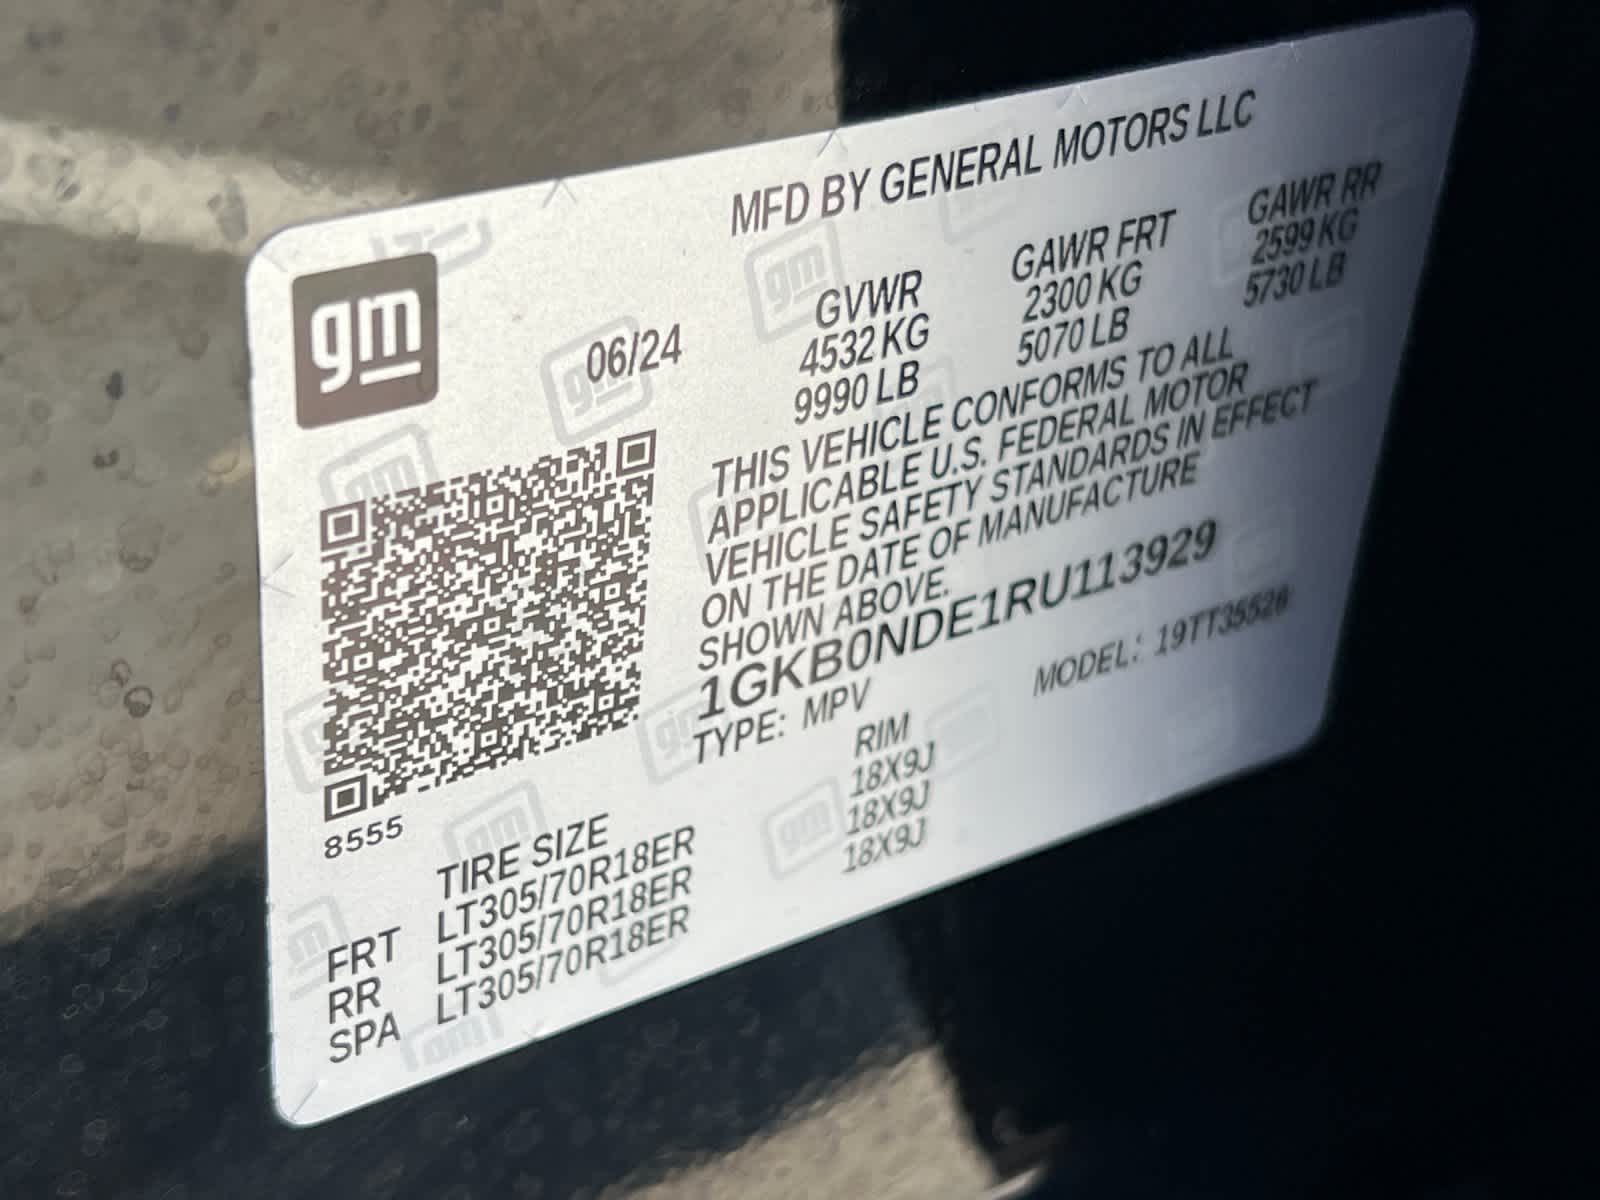 MFD BY GENERAL MOTORS LLC
gm
06/24
GVWR
4532 KG
9990 LB
GAWR FRT
2300 KG
5070 LB
GAWR RR
2599 KG
5730 LB
THIS VEHICLE CONFORMS TO ALL
APPLICABLE U.S. FEDERAL MOTOR
VEHICLE SAFETY STANDARDS IN EFFECT
ON THE DATE OF MANUFACTURE
SHOWN ABOVE.
1GKB0NDE1RU113929
TYPE: MPV
MODEL: 19TT35526
8555
TIRE SIZE
RIM
FRT LT305/70R18ER 18X9J
RR LT305/70R18ER 18X9J
SPA LT305/70R18ER 18X9J